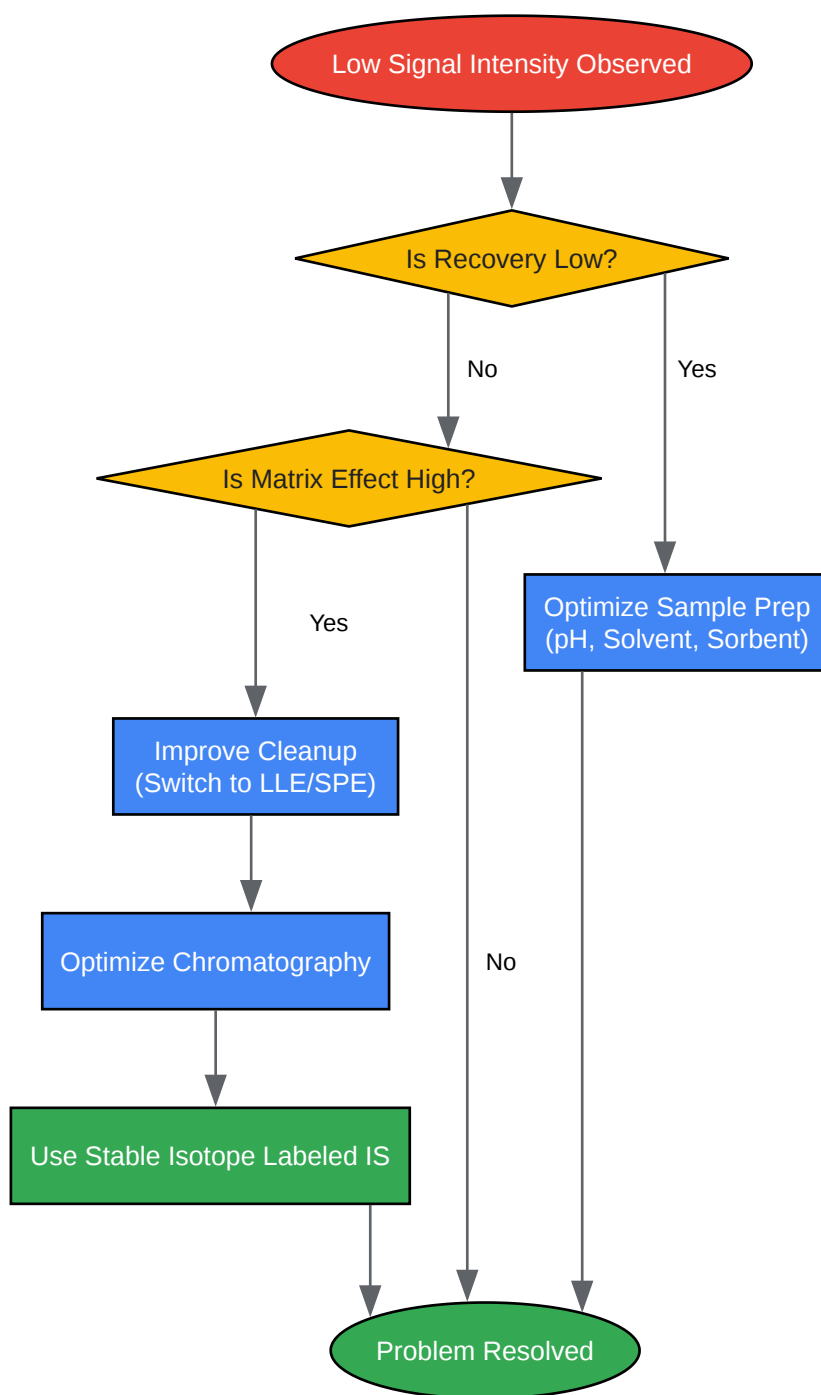 Low Signal Intensity Observed
Is Recovery Low?
No
Yes
Is Matrix Effect High?
Optimize Sample Prep
(pH, Solvent, Sorbent)
Yes
Improve Cleanup
(Switch to LLE/SPE)
Optimize Chromatography
No
Use Stable Isotope Labeled IS
Problem Resolved